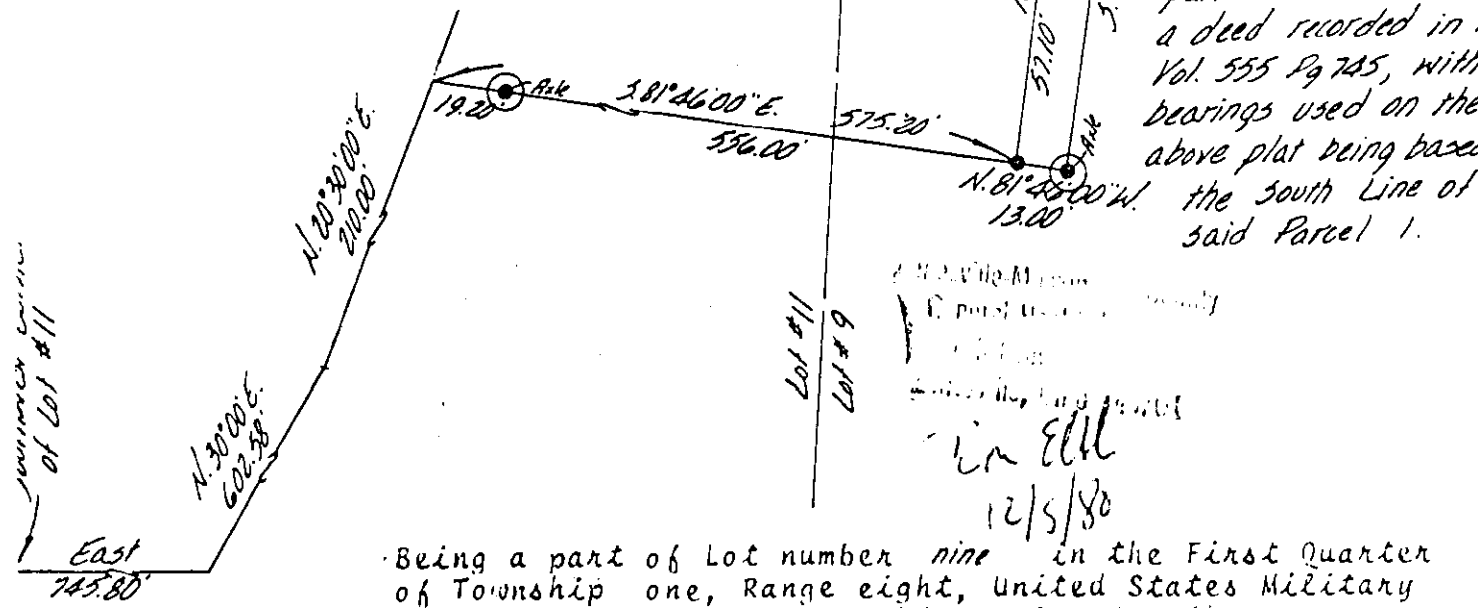 a deed recorded in
Vol. 555 Pg 745, with
bearings used on the
above plat being based
the South Line of
said Parcel 1.
57.10'
Axle
19.20'
S.81°46'00"E.
556.00'
575.20'
Axle
N.81°46'00"W.
13.00'
N.20°30'00"E.
210.00'
of Lot #11
N.30°00'E.
602.58'
Lot #11
Lot #9
12/5/80
East
745.80'
Being a part of Lot number nine in the First Quarter
of Township one, Range eight, United States Military